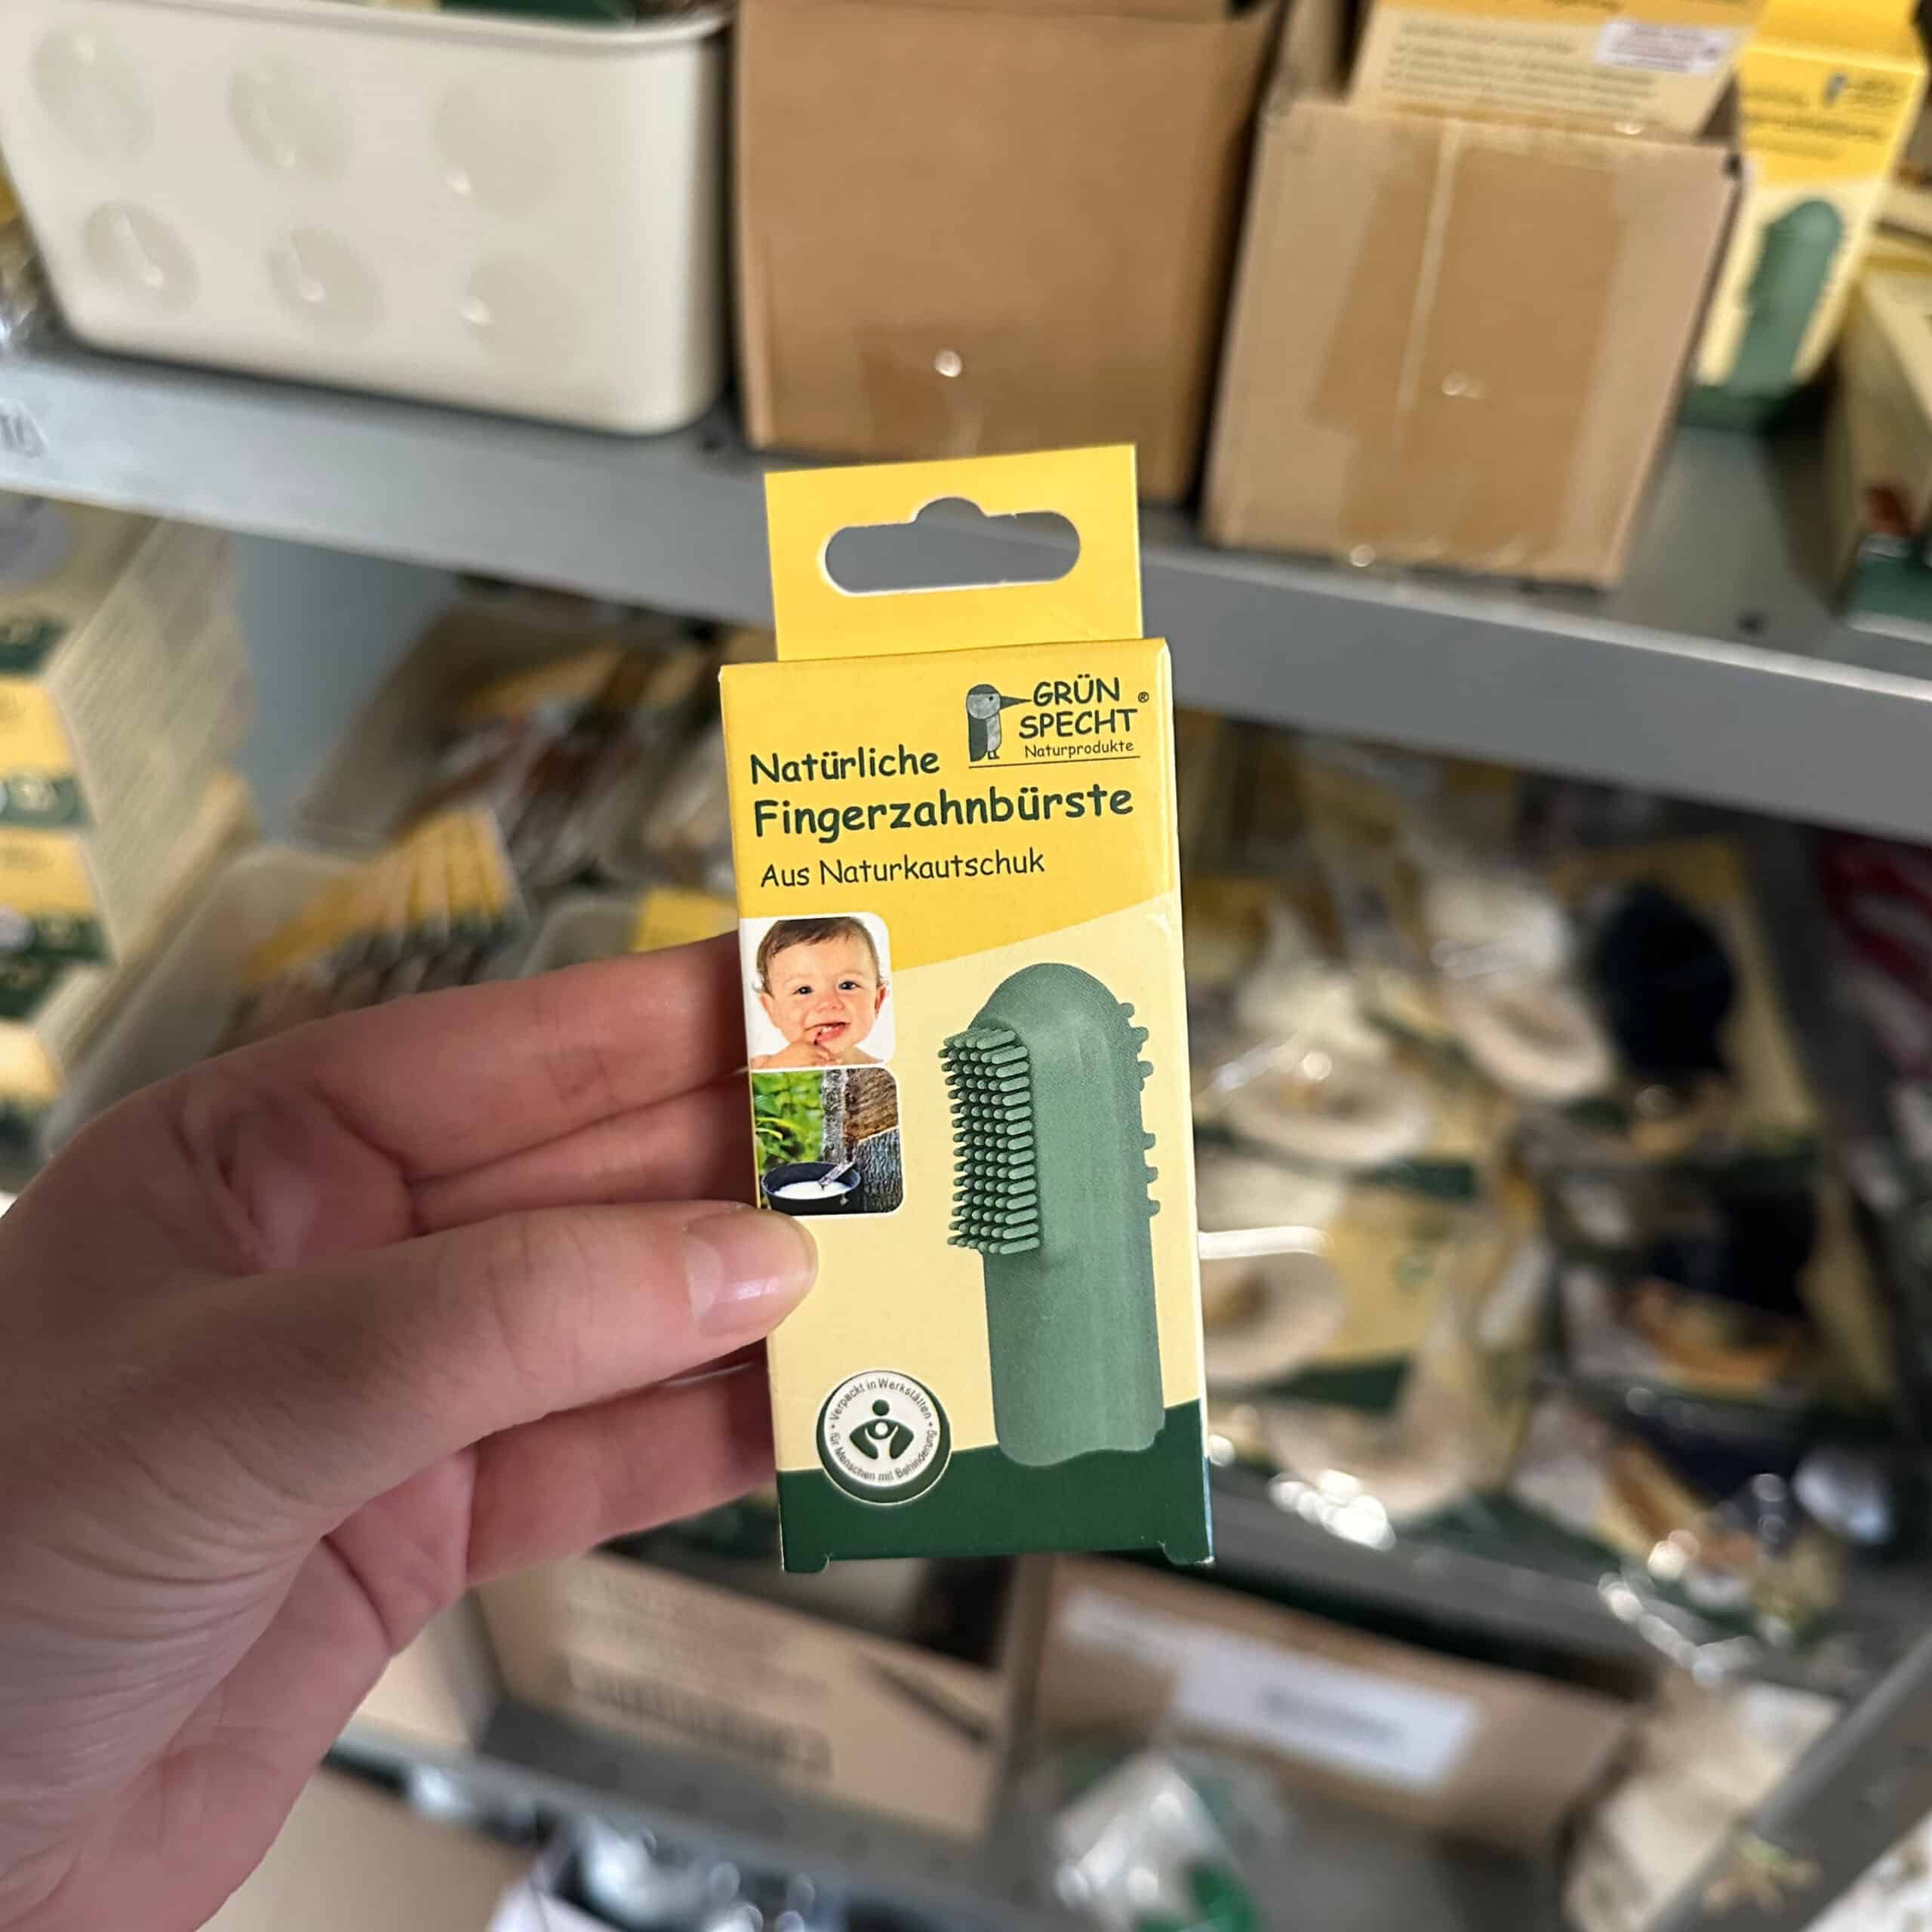 GRÜN
SPECHT®
Naturprodukte
Natürliche
Fingerzahnbürste
Aus Naturkautschuk
• Verpackt in Werkstätten •
für Menschen mit Behinderung